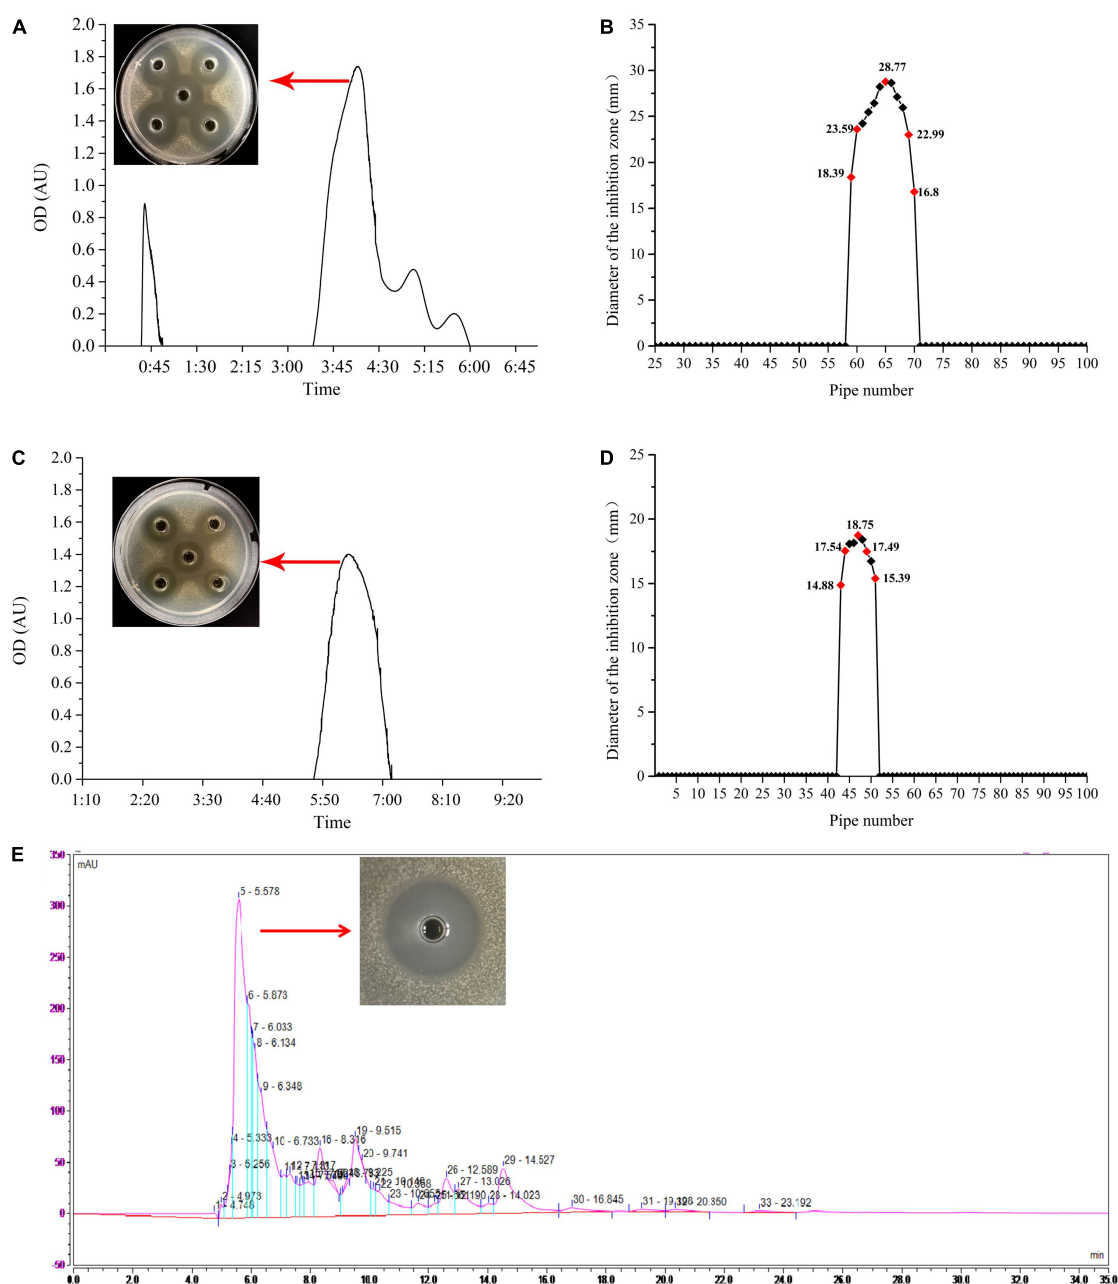 A
2.0
1.8
1.6
1.4
1.2
1.0
0.8
0.6
0.4
0.2
0.0
OD (AU)
0:45 1:30 2:15 3:00 3:45 4:30 5:15 6:00 6:45
Time
B
35
30
25
20
15
10
5
0
Diameter of the inhibition zone (mm)
28.77
23.59
22.99
18.39
16.8
25 30 35 40 45 50 55 60 65 70 75 80 85 90 95 100
Pipe number
C
2.0
1.8
1.6
1.4
1.2
1.0
0.8
0.6
0.4
0.2
0.0
OD (AU)
1:10 2:20 3:30 4:40 5:50 7:00 8:10 9:20
Time
D
25
20
15
10
5
0
Diameter of the inhibition zone（mm）
18.75
17.54
17.49
14.88
15.39
5 10 15 20 25 30 35 40 45 50 55 60 65 70 75 80 85 90 95 100
Pipe number
E
350
300
250
200
150
100
50
0
-50
mAU
5 - 5.578
6 - 5.873
7 - 6.033
8 - 6.134
9 - 6.348
4 - 5.333
10 - 6.733
3 - 5.256
2 - 4.973
1 - 4.748
16 - 8.316
19 - 9.515
20 - 9.741
26 - 12.589
27 - 13.026
28 - 14.023
29 - 14.527
30 - 16.845
32 - 20.350
33 - 23.192
min
0.0 2.0 4.0 6.0 8.0 10.0 12.0 14.0 16.0 18.0 20.0 22.0 24.0 26.0 28.0 30.0 32.0 34.0